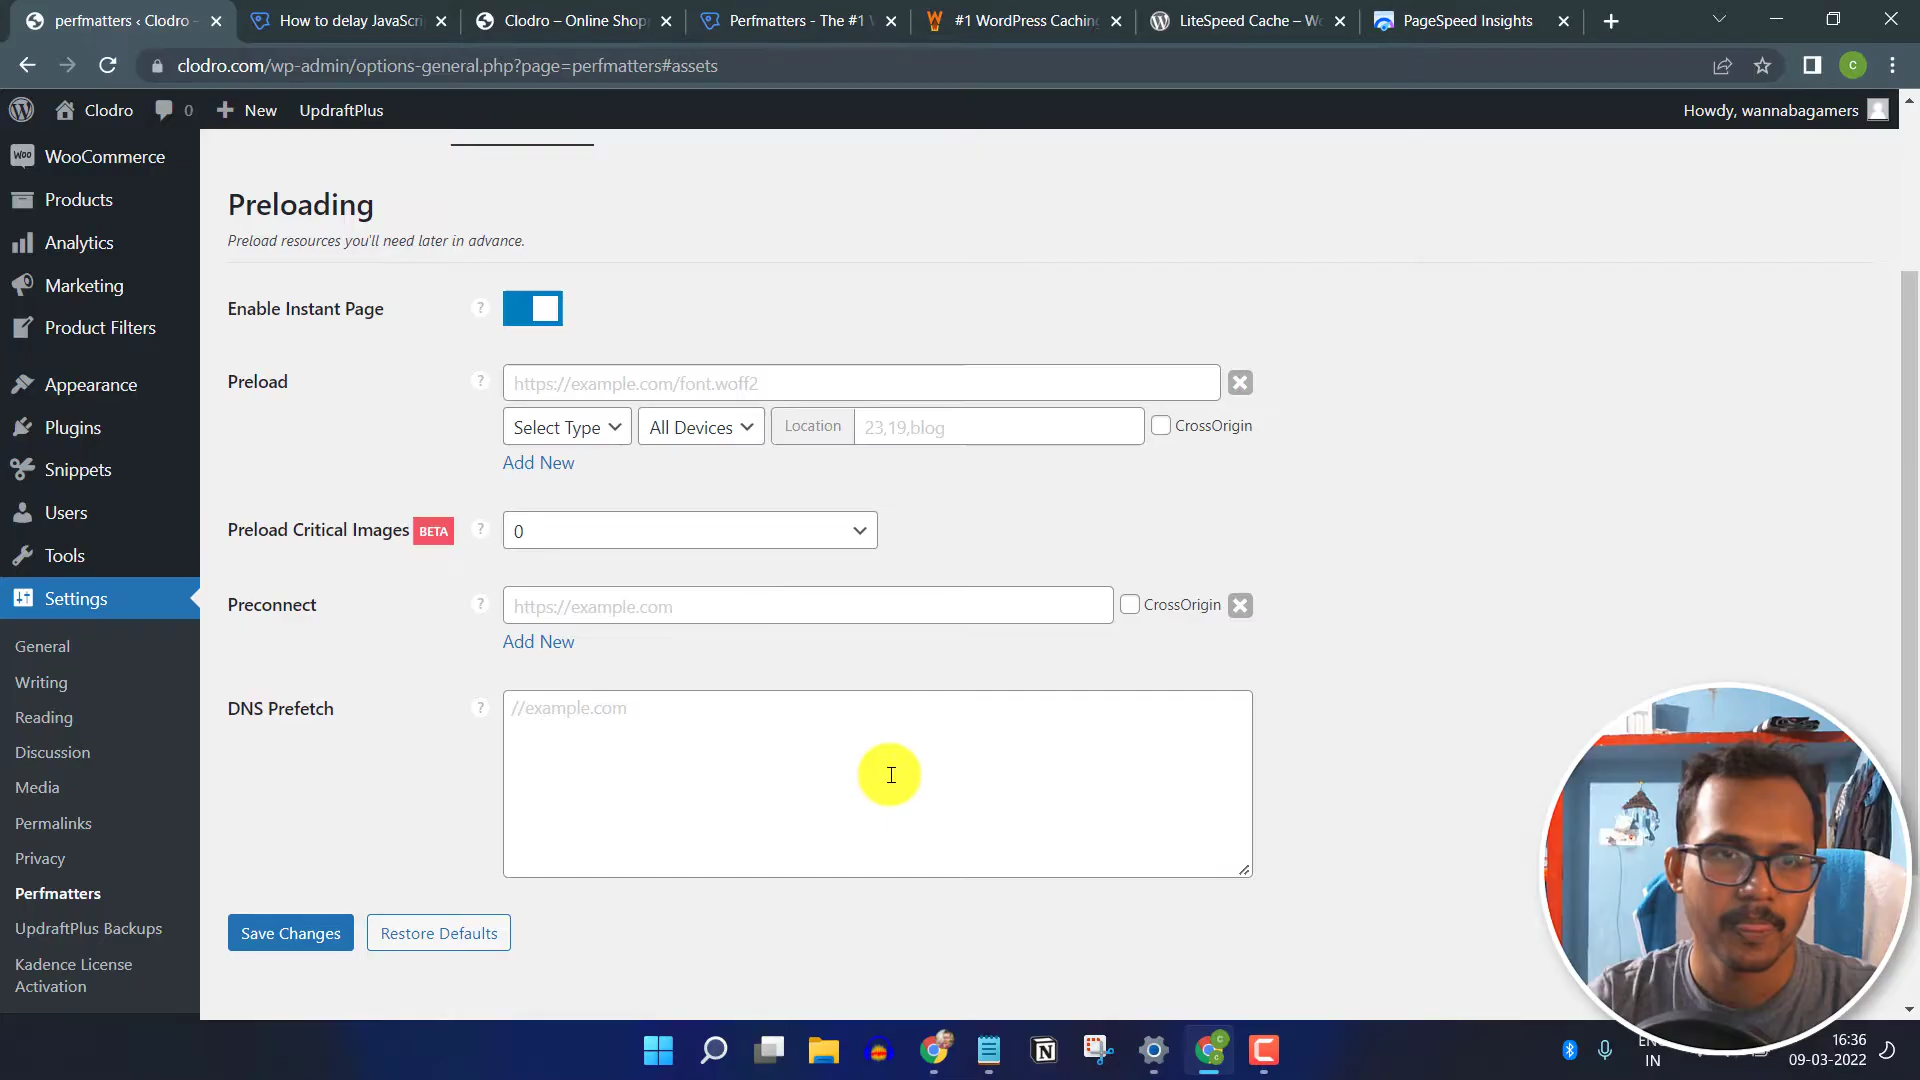 perfmatters ‹ Clodro –
How to delay JavaScri
Clodro – Online Shop
Perfmatters - The #1
#1 WordPress Caching
LiteSpeed Cache – Wo
PageSpeed Insights
clodro.com/wp-admin/options-general.php?page=perfmatters#assets
C
Clodro
0
New
UpdraftPlus
Howdy, wannabagamers
WooCommerce
Products
Analytics
Marketing
Product Filters
Appearance
Plugins
Snippets
Users
Tools
Settings
General
Writing
Reading
Discussion
Media
Permalinks
Privacy
Perfmatters
UpdraftPlus Backups
Kadence License
Activation
Preloading
Preload resources you'll need later in advance.
Enable Instant Page ?
Preload ? https://example.com/font.woff2
Select Type All Devices Location 23,19,blog CrossOrigin
Add New
Preload Critical Images BETA ? 0
Preconnect ? https://example.com CrossOrigin
Add New
DNS Prefetch ? //example.com
Save Changes Restore Defaults
IN
16:36
09-03-2022